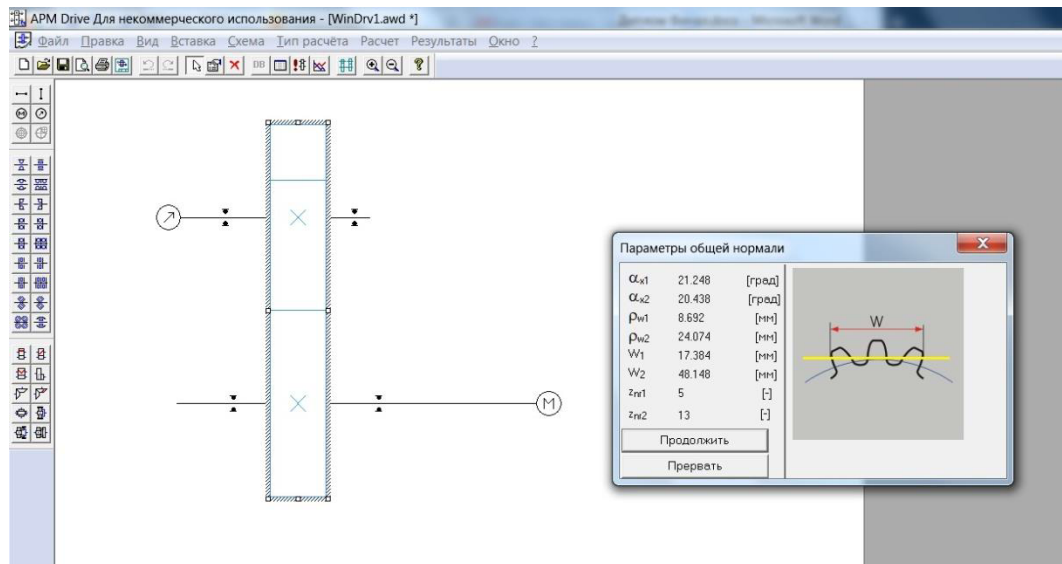 APM Drive Для некоммерческого использования - [WinDrv1.awd *]
Файл Правка Вид Вставка Схема Тип расчёта Расчет Результаты Окно ?
DB
M
Параметры общей нормали
X
αx1 21.248 [град]
αx2 20.438 [град]
ρw1 8.692 [мм]
ρw2 24.074 [мм]
W1 17.384 [мм]
W2 48.148 [мм]
znr1 5 [-]
znr2 13 [-]
W
Продолжить
Прервать